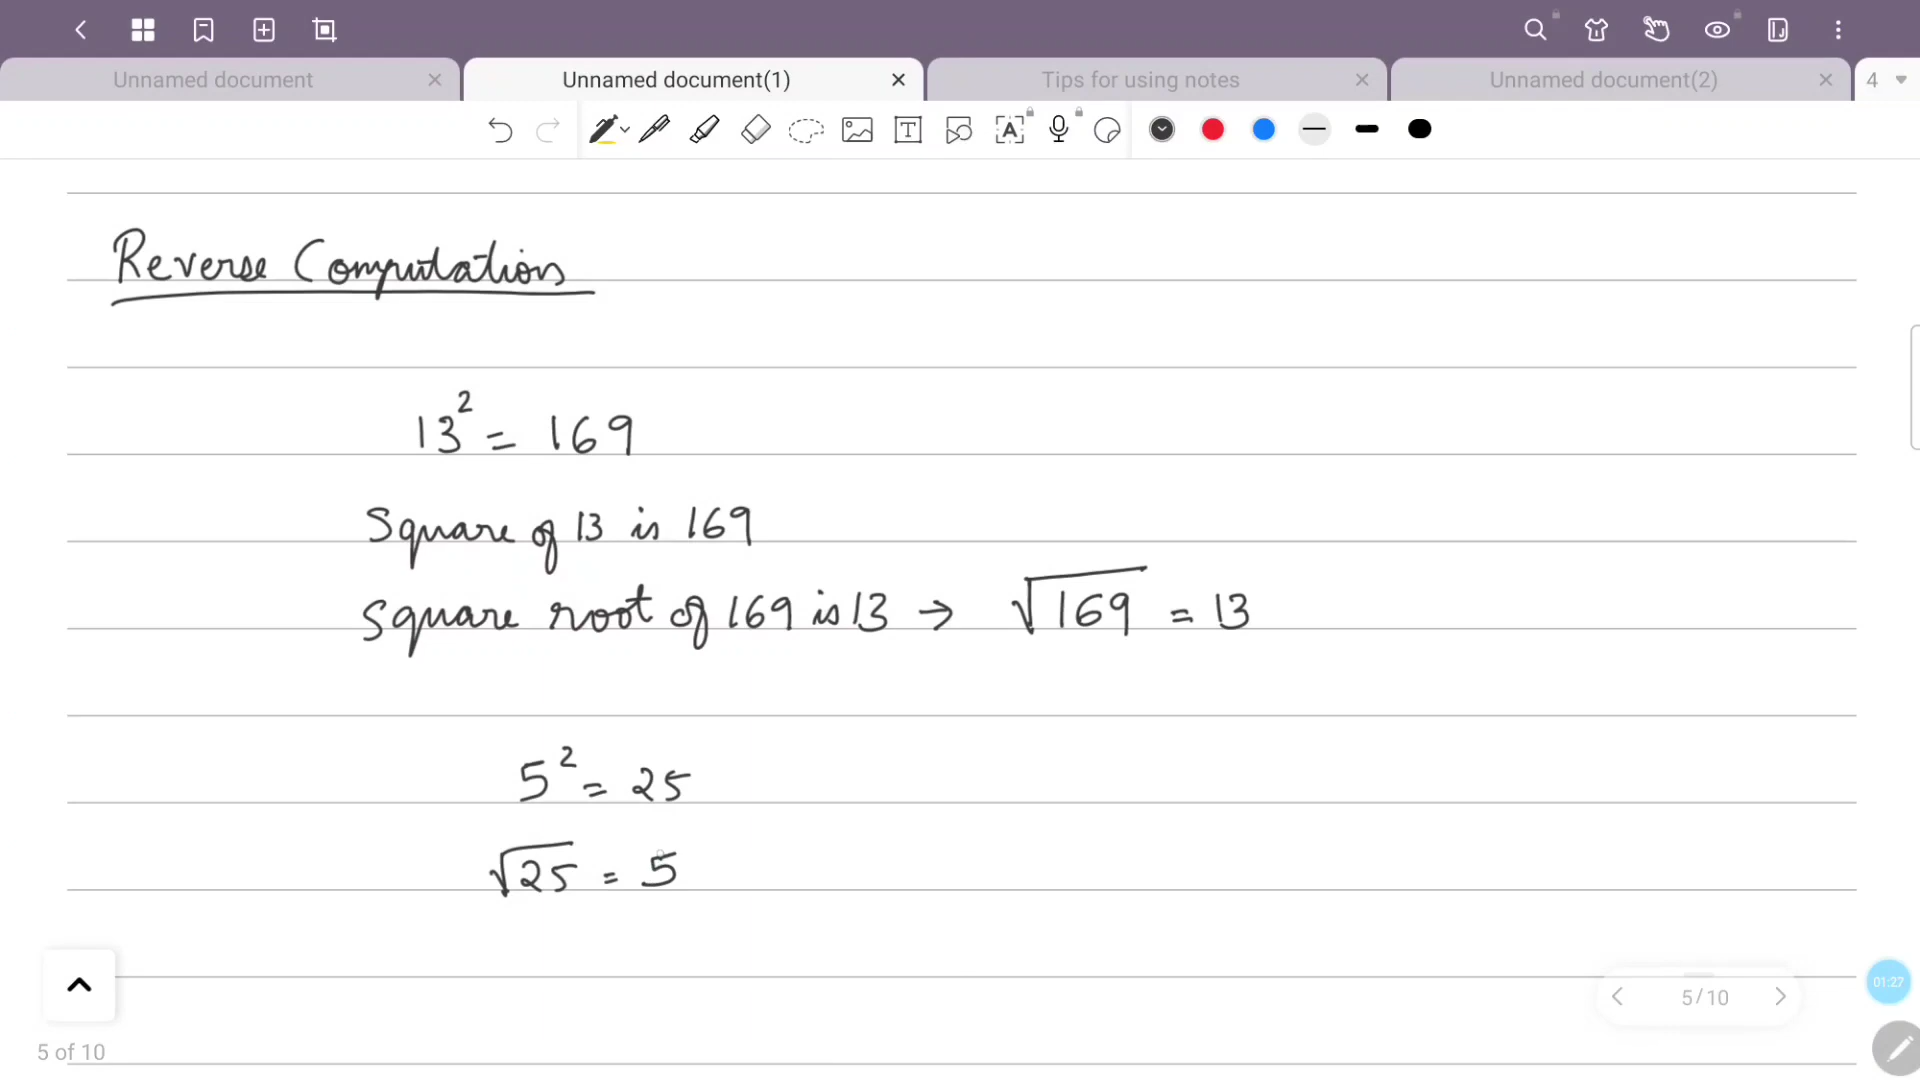 Unnamed document
Unnamed document(1)
Tips for using notes
Unnamed document(2)
4
Reverse Computation
13² = 169
Square of 13 is 169
Square root of 169 is 13 → √169 = 13
5² = 25
√25 = 5
5/10
01:27
5 of 10